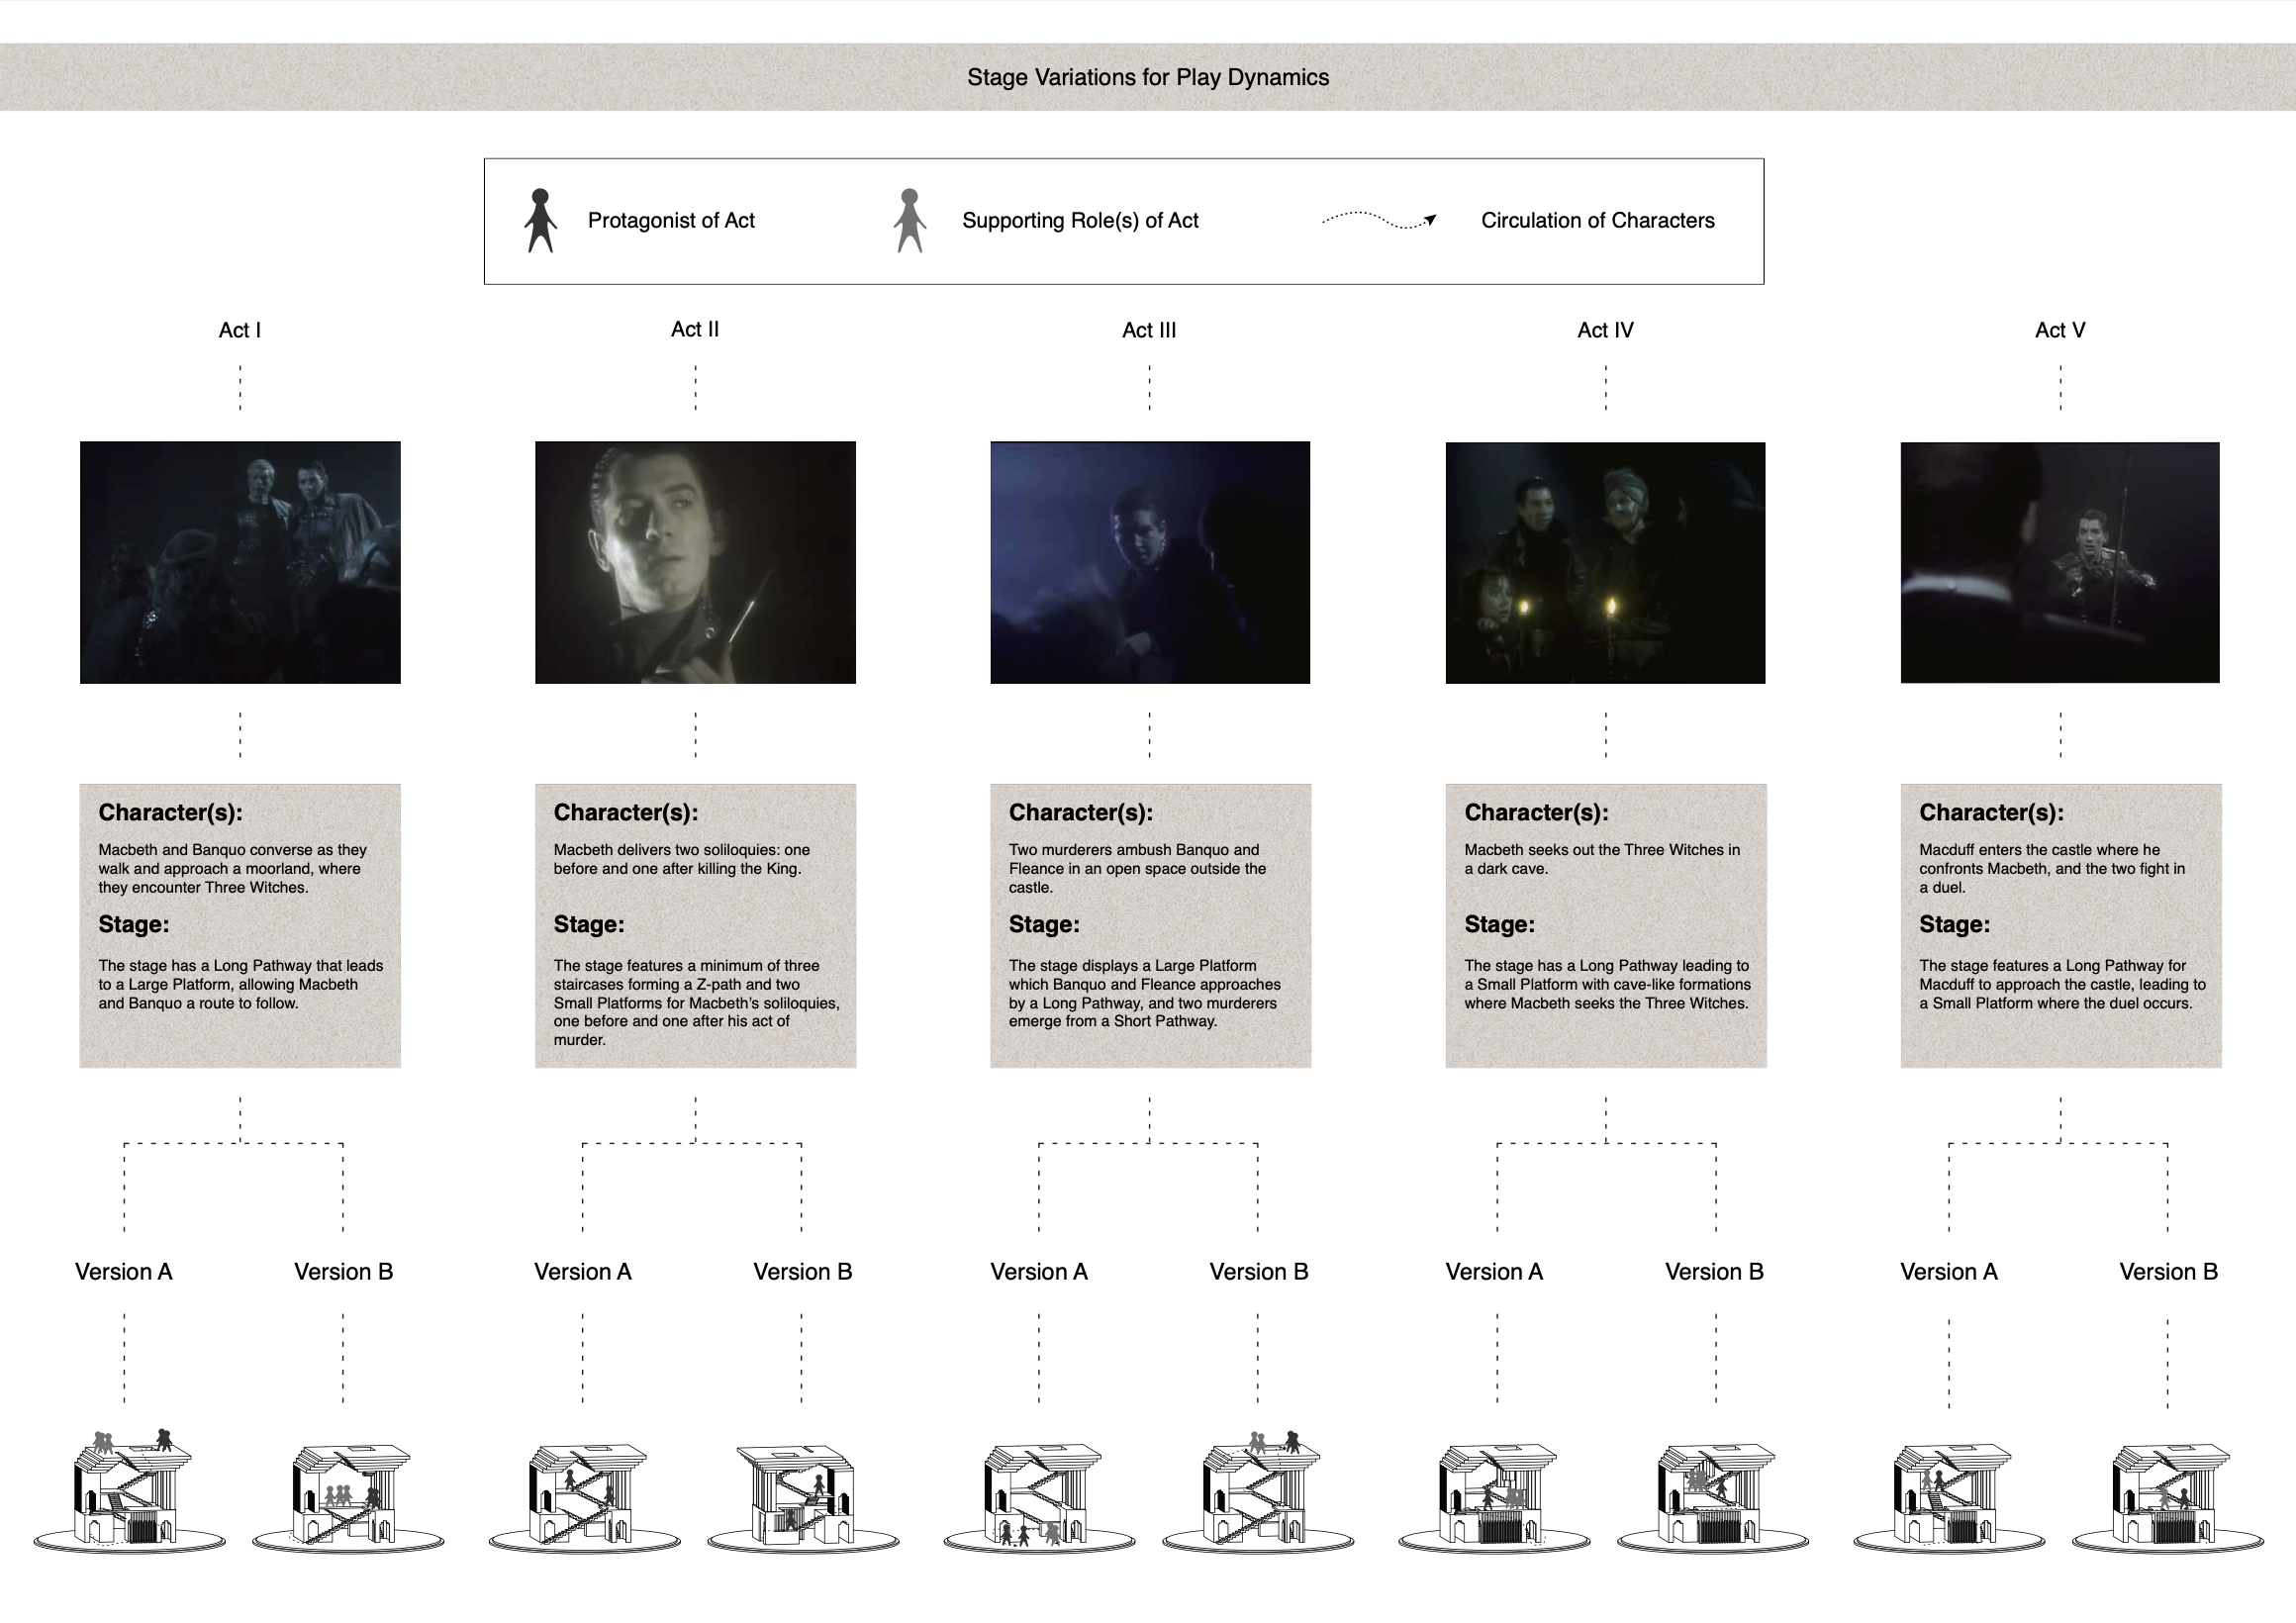 Stage Variations for Play Dynamics
Protagonist of Act
Supporting Role(s) of Act
Circulation of Characters
Act I
Act II
Act III
Act IV
Act V
Character(s):
Macbeth and Banquo converse as they
walk and approach a moorland, where
they encounter Three Witches.
Stage:
The stage has a Long Pathway that leads
to a Large Platform, allowing Macbeth
and Banquo a route to follow.
Character(s):
Macbeth delivers two soliloquies: one
before and one after killing the King.
Stage:
The stage features a minimum of three
staircases forming a Z-path and two
Small Platforms for Macbeth's soliloquies,
one before and one after his act of
murder.
Character(s):
Two murderers ambush Banquo and
Fleance in an open space outside the
castle.
Stage:
The stage displays a Large Platform
which Banquo and Fleance approaches
by a Long Pathway, and two murderers
emerge from a Short Pathway.
Character(s):
Macbeth seeks out the Three Witches in
a dark cave.
Stage:
The stage has a Long Pathway leading to
a Small Platform with cave-like formations
where Macbeth seeks the Three Witches.
Character(s):
Macduff enters the castle where he
confronts Macbeth, and the two fight in
a duel.
Stage:
The stage features a Long Pathway for
Macduff to approach the castle, leading to
a Small Platform where the duel occurs.
Version A
Version B
Version A
Version B
Version A
Version B
Version A
Version B
Version A
Version B